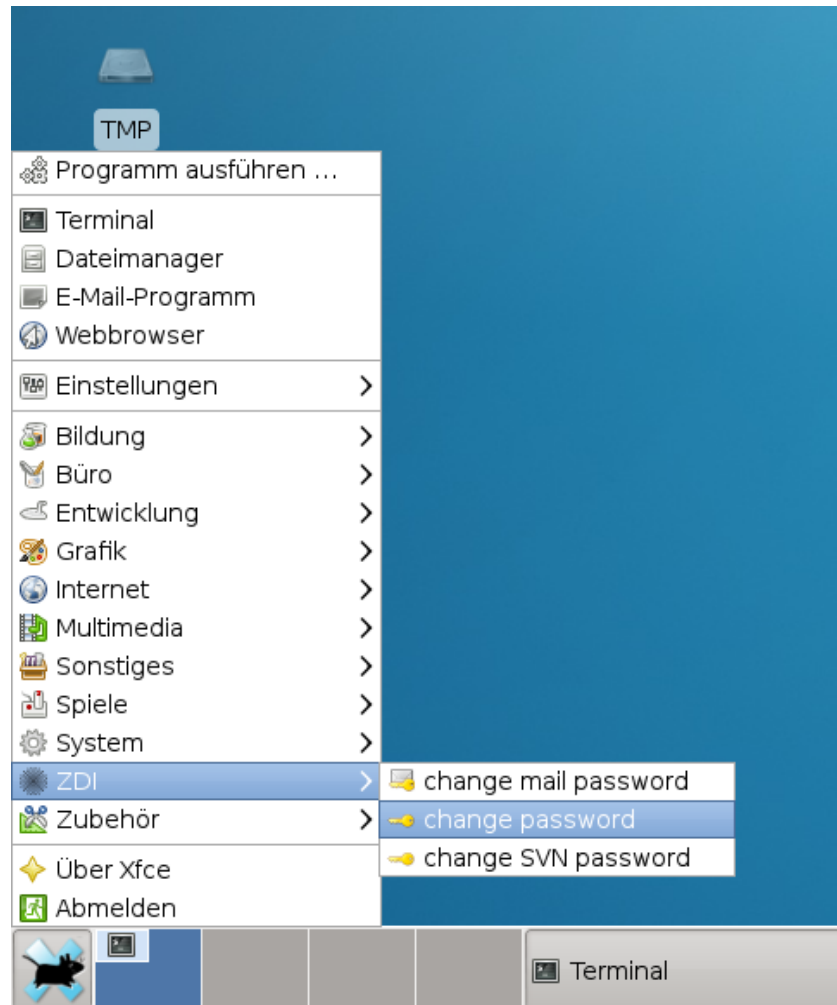 TMP
Programm ausführen ...
Terminal
Dateimanager
E-Mail-Programm
Webbrowser
Einstellungen
Bildung
Büro
Entwicklung
Grafik
Internet
Multimedia
Sonstiges
Spiele
System
ZDI
change mail password
change password
change SVN password
Zubehör
Über Xfce
Abmelden
Terminal